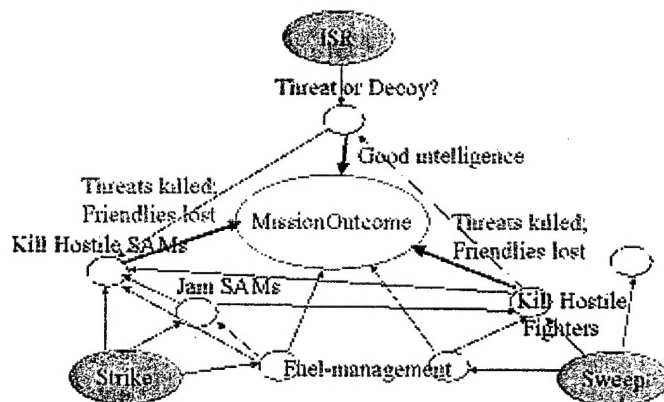 ISR
Threat or Decoy?
Good intelligence
Threats killed;
Friendlies lost
MissionOutcome
Threats killed;
Friendlies lost
Kill Hostile SAMs
Jam SAMs
Kill Hostile
Fighters
Strike
Fuel-management
Sweep